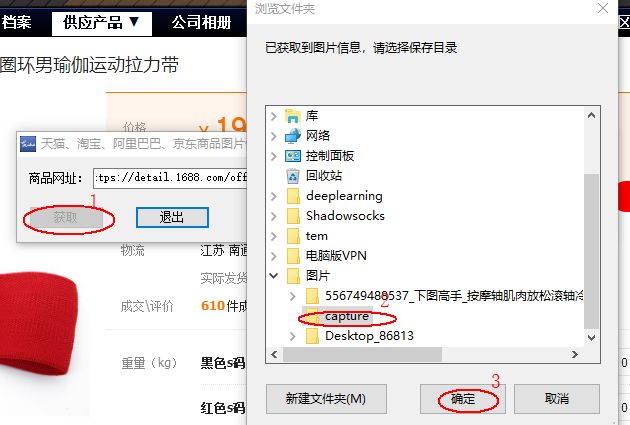 档案
供应产品 ▼
公司相册
圈环男瑜伽运动拉力带
价格
¥ 19
天猫、淘宝、阿里巴巴、京东商品图片
商品网址：
:tps://detail.1688.com/off
1
获取
退出
物流
江苏 南通
实际发货
成交\评价
610件成
重量（kg）
黑色s码
红色s码
浏览文件夹
已获取到图片信息，请选择保存目录
库
网络
控制面板
回收站
deeplearning
Shadowsocks
tem
电脑版VPN
图片
556749488537_下图高手_按摩轴肌肉放松滚轴冷
2
capture
Desktop_86813
3
新建文件夹(M)
确定
取消
区
0
0